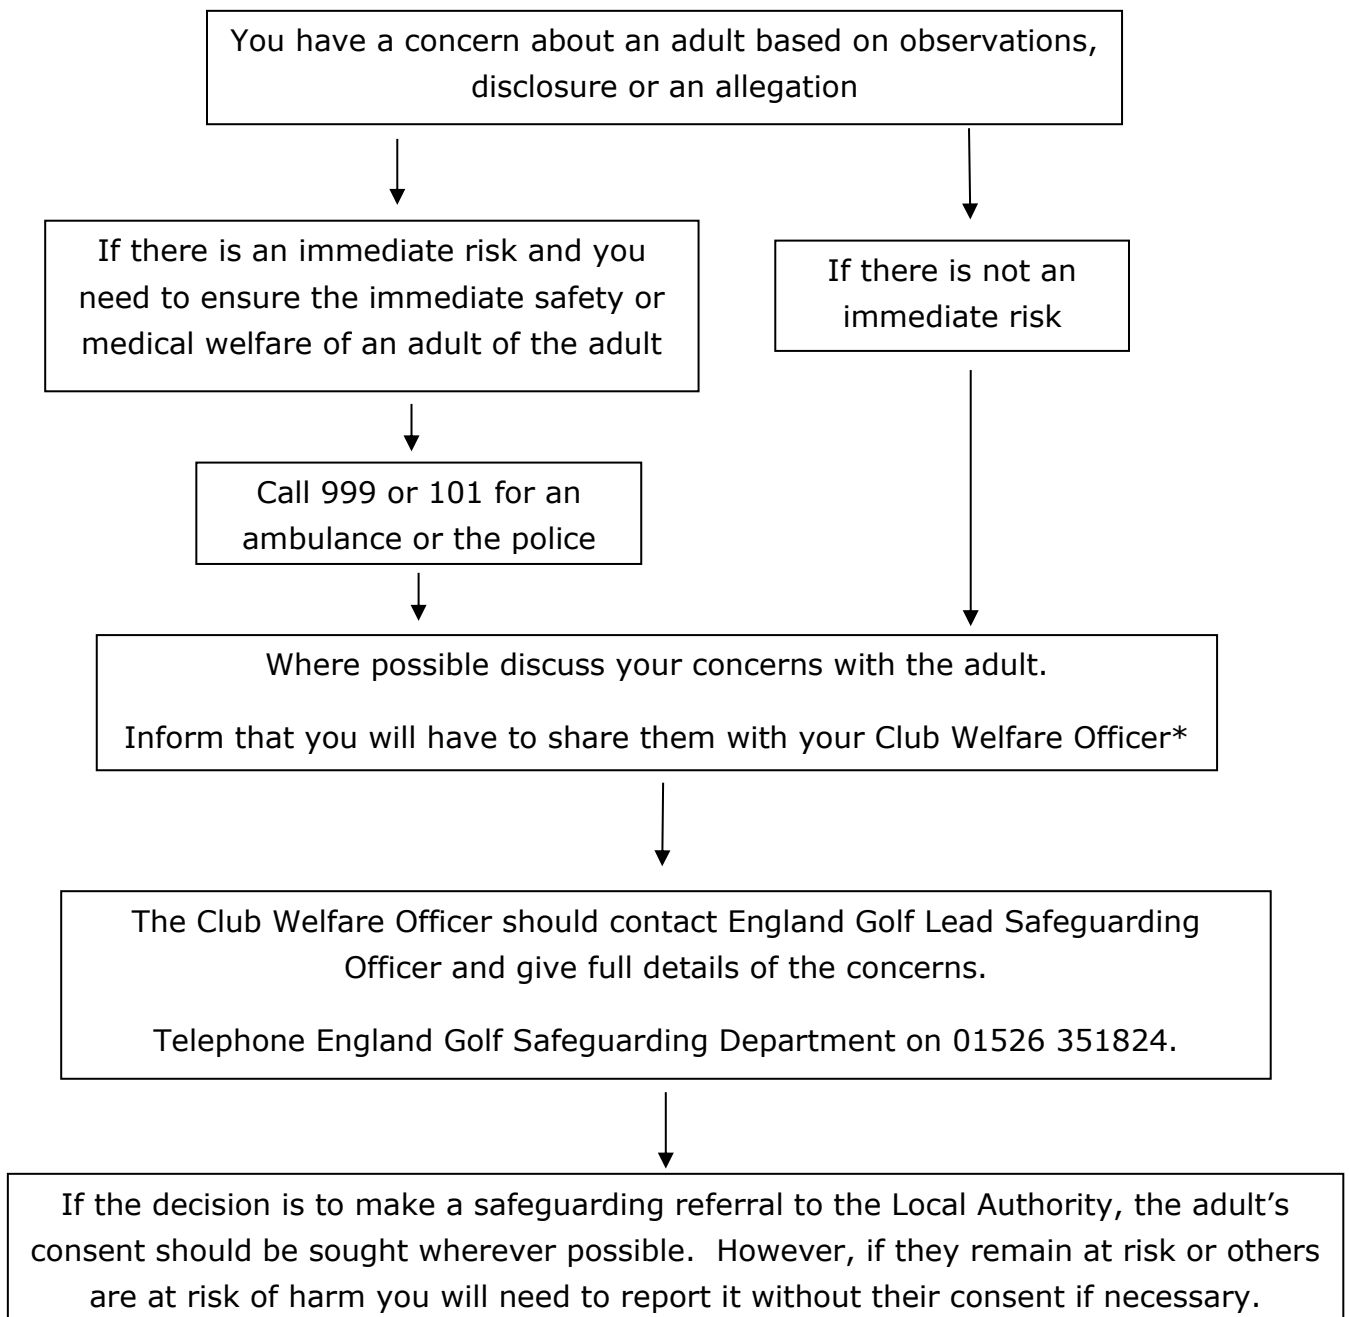 You have a concern about an adult based on observations,
disclosure or an allegation
If there is an immediate risk and you
need to ensure the immediate safety or
medical welfare of an adult of the adult
If there is not an
immediate risk
Call 999 or 101 for an
ambulance or the police
Where possible discuss your concerns with the adult.
Inform that you will have to share them with your Club Welfare Officer*
The Club Welfare Officer should contact England Golf Lead Safeguarding
Officer and give full details of the concerns.
Telephone England Golf Safeguarding Department on 01526 351824.
If the decision is to make a safeguarding referral to the Local Authority, the adult’s
consent should be sought wherever possible.  However, if they remain at risk or others
are at risk of harm you will need to report it without their consent if necessary.